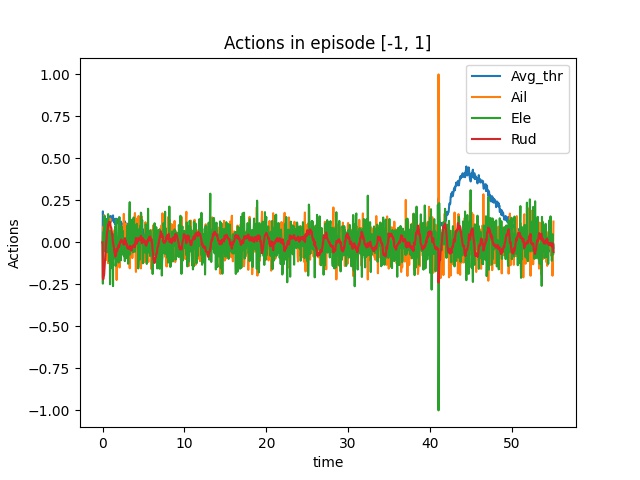 Actions in episode [-1, 1]
Avg_thr
Ail
Ele
Rud
1.00
0.75
0.50
0.25
0.00
−0.25
−0.50
−0.75
−1.00
Actions
0 10 20 30 40 50
time